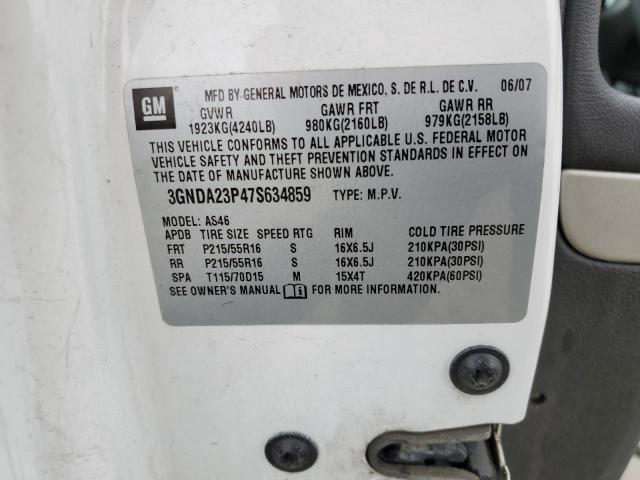 GM
MFD BY GENERAL MOTORS DE MEXICO, S. DE R.L. DE C.V. 06/07
GVWR GAWR FRT GAWR RR
1923KG(4240LB) 980KG(2160LB) 979KG(2158LB)
THIS VEHICLE CONFORMS TO ALL APPLICABLE U.S. FEDERAL MOTOR
VEHICLE SAFETY AND THEFT PREVENTION STANDARDS IN EFFECT ON
THE DATE OF MANUFACTURE SHOWN ABOVE.
3GNDA23P47S634859 TYPE: M.P.V.
MODEL: AS46
APDB TIRE SIZE SPEED RTG RIM COLD TIRE PRESSURE
FRT P215/55R16 S 16X6.5J 210KPA(30PSI)
RR P215/55R16 S 16X6.5J 210KPA(30PSI)
SPA T115/70D15 M 15X4T 420KPA(60PSI)
SEE OWNER'S MANUAL FOR MORE INFORMATION.